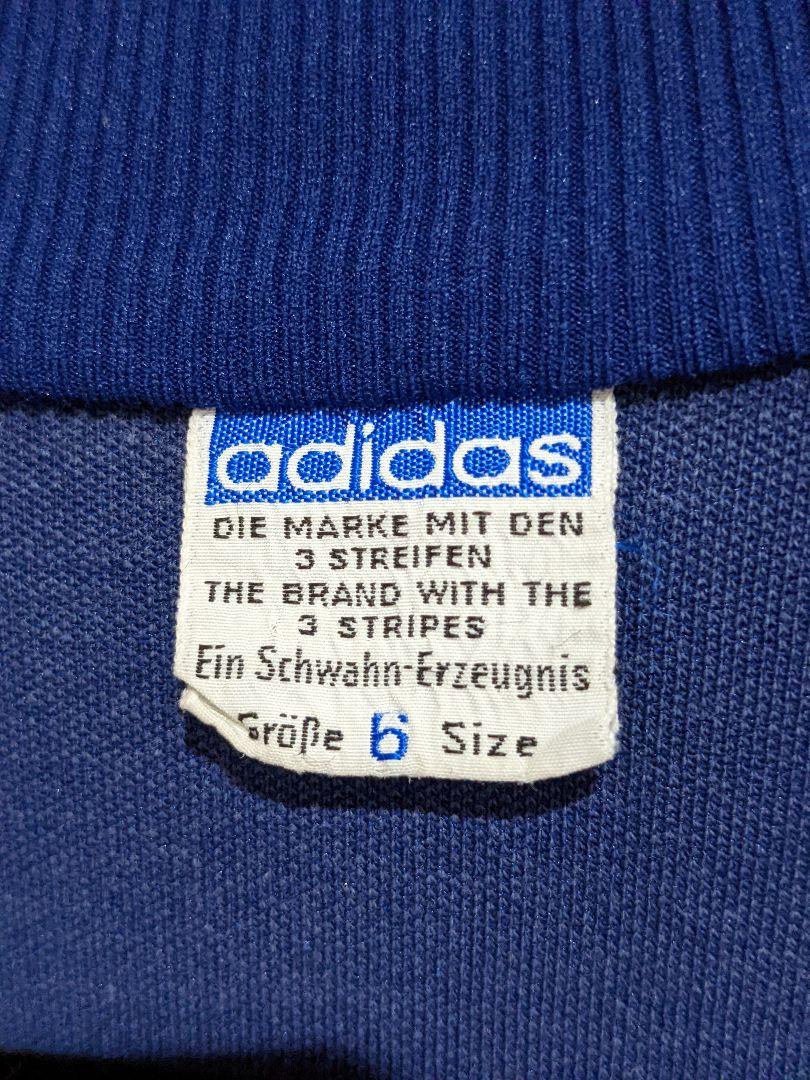 adidas
DIE MARKE MIT DEN
3 STREIFEN
THE BRAND WITH THE
3 STRIPES
Ein Schwahn-Erzeugnis
Größe 6 Size